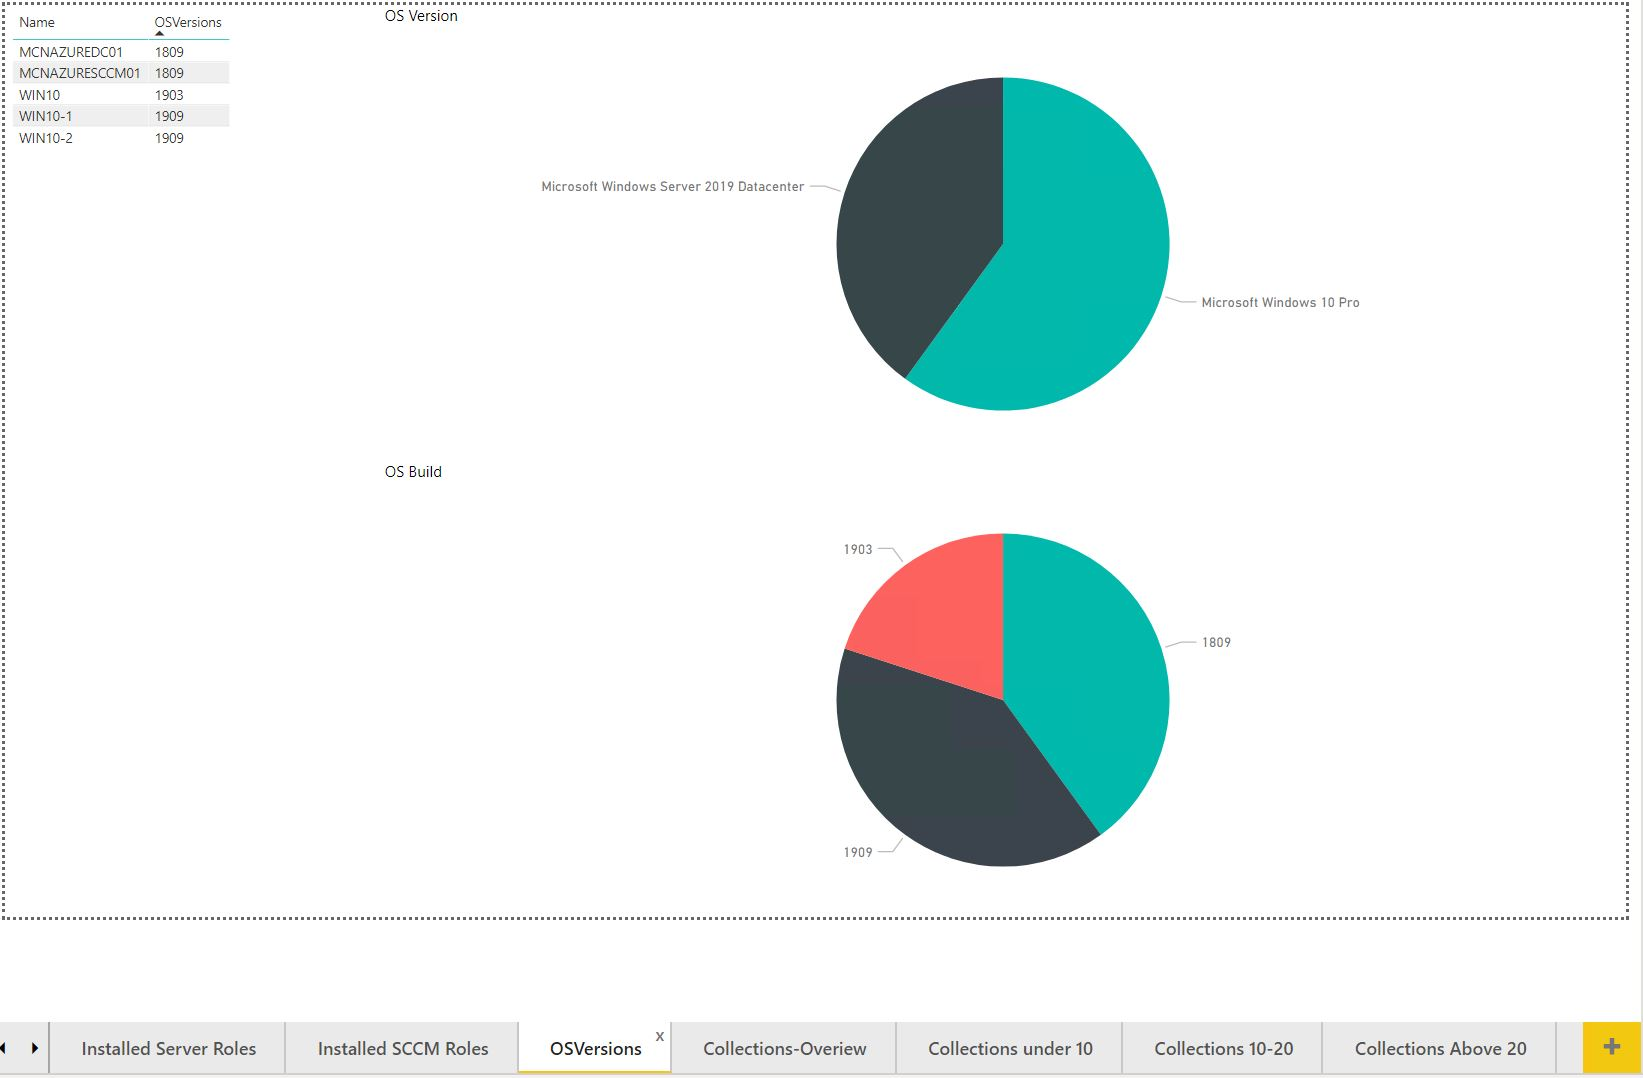 Name OSVersions
MCNAZUREDC01 1809
MCNAZURESCCM01 1809
WIN10 1903
WIN10-1 1909
WIN10-2 1909
OS Version
Microsoft Windows Server 2019 Datacenter
Microsoft Windows 10 Pro
OS Build
1903
1809
1909
Installed Server Roles
Installed SCCM Roles
OSVersions x
Collections-Overiew
Collections under 10
Collections 10-20
Collections Above 20
+